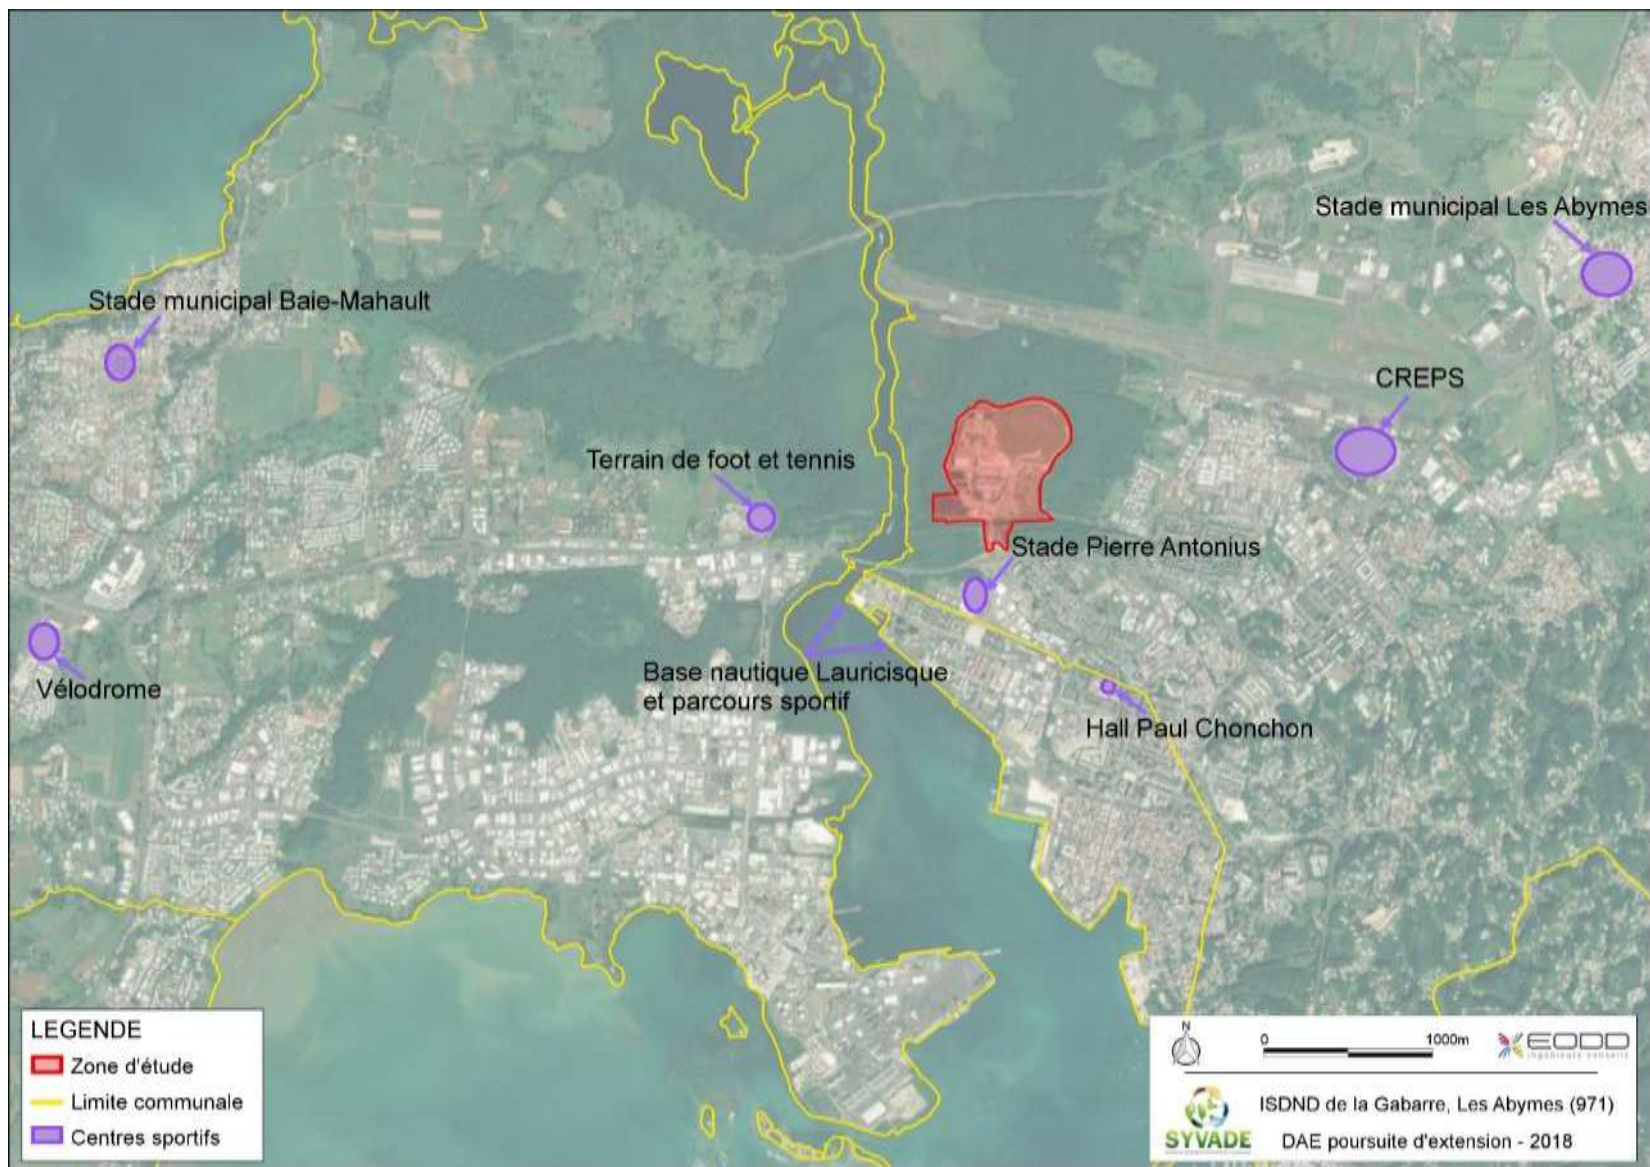 Stade municipal Les Abymes
Stade municipal Baie-Mahault
CREPS
Terrain de foot et tennis
Stade Pierre Antonius
Base nautique Lauricisque
et parcours sportif
Vélodrome
Hall Paul Chonchon
LEGENDE
Zone d'étude
Limite communale
Centres sportifs
N
0 1000m
EODD
ingénieurs conseils
ISDND de la Gabarre, Les Abymes (971)
SYVADE
DAE poursuite d'extension - 2018